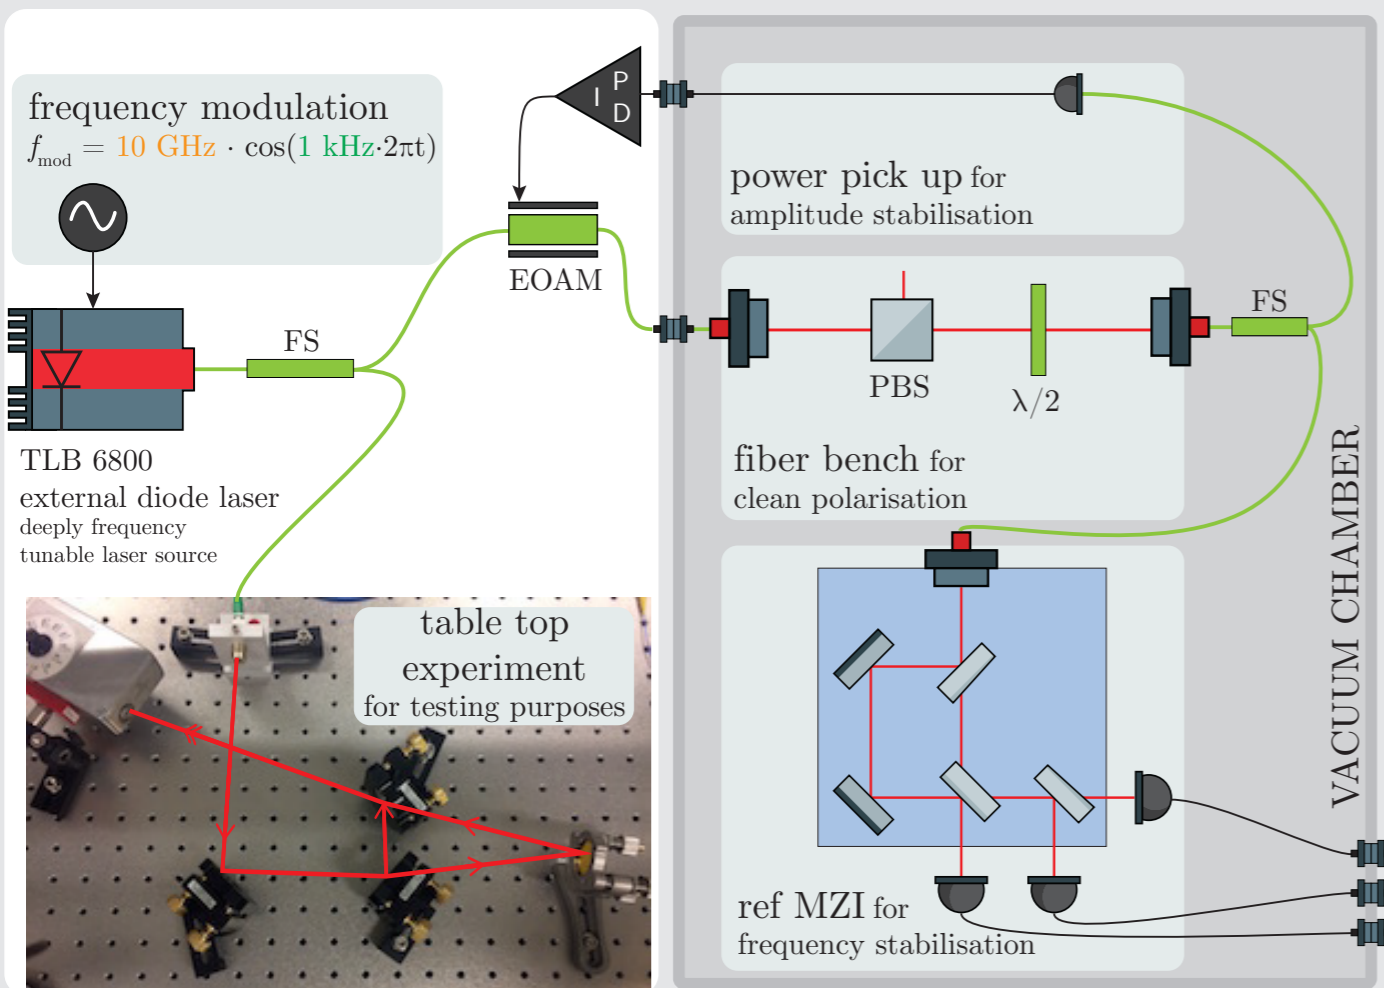 frequency modulation
f_mod = 10 GHz · cos(1 kHz·2πt)
P
I
D
EOAM
FS
TLB 6800
external diode laser
deeply frequency
tunable laser source
table top
experiment
for testing purposes
power pick up for
amplitude stabilisation
PBS
λ/2
FS
fiber bench for
clean polarisation
ref MZI for
frequency stabilisation
VACUUM CHAMBER